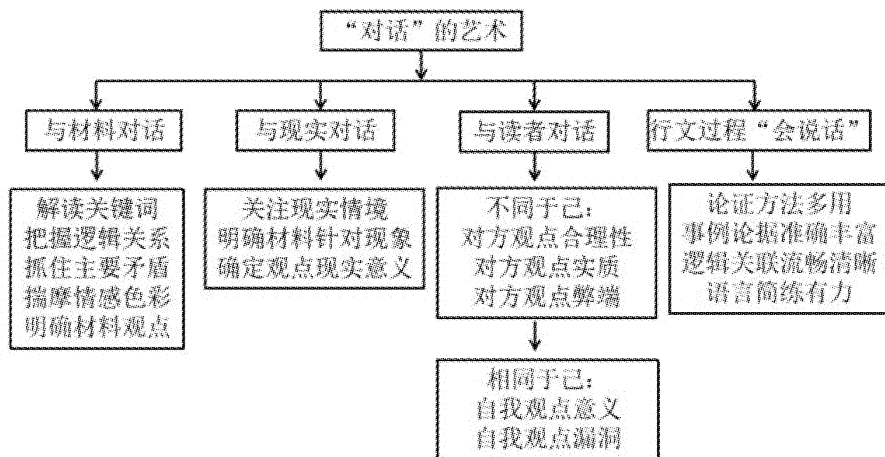 “对话”的艺术
与材料对话
与现实对话
与读者对话
行文过程“会说话”
解读关键词
把握逻辑关系
抓住主要矛盾
揣摩情感色彩
明确材料观点
关注现实情境
明确材料针对现象
确定观点现实意义
不同于己：
对方观点合理性
对方观点实质
对方观点弊端
论证方法多用
事例论据准确丰富
逻辑关联流畅清晰
语言简练有力
相同于己：
自我观点意义
自我观点漏洞